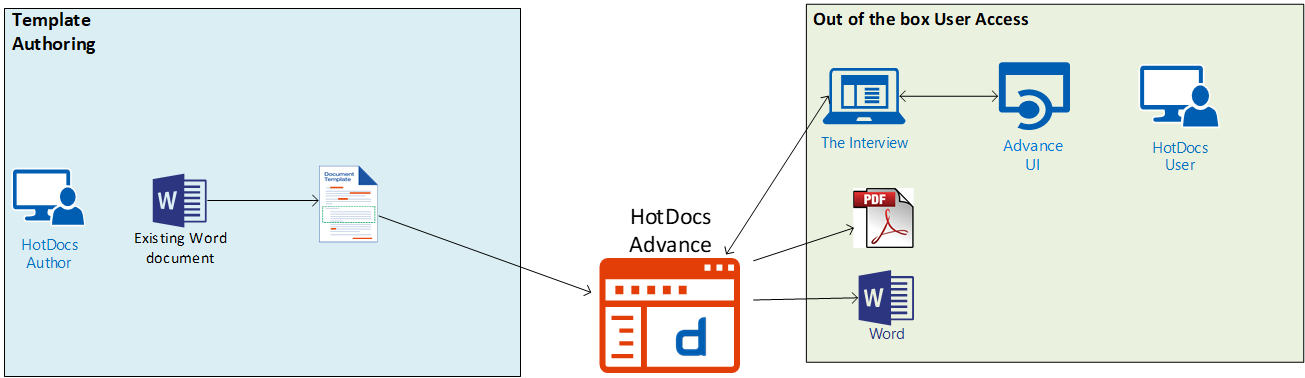 Template
Authoring
HotDocs
Author
W
Existing Word
document
Document
Template
HotDocs
Advance
d
Out of the box User Access
The Interview
Advance
UI
HotDocs
User
PDF
W
Word